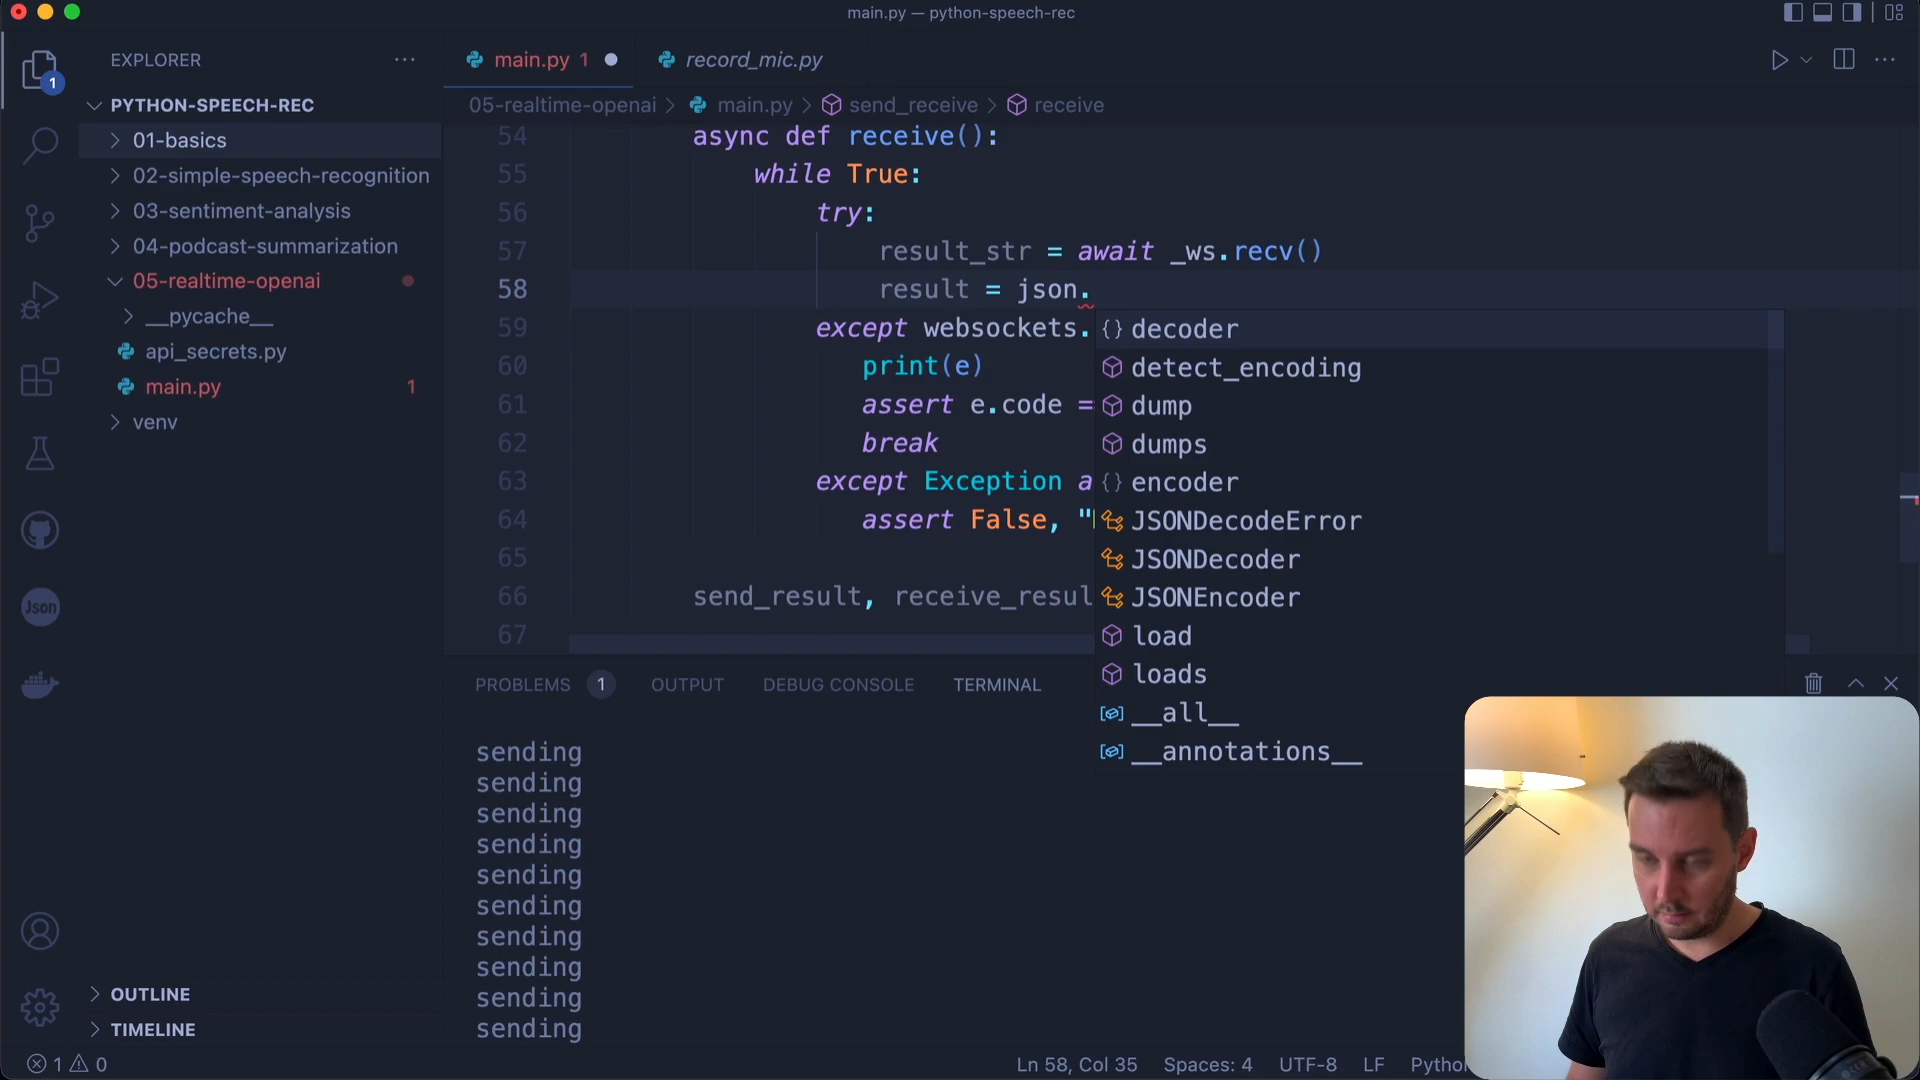 main.py — python-speech-rec
EXPLORER
main.py 1
record_mic.py
1
PYTHON-SPEECH-REC
01-basics
02-simple-speech-recognition
03-sentiment-analysis
04-podcast-summarization
05-realtime-openai
__pycache__
api_secrets.py
main.py 1
venv
Json
OUTLINE
TIMELINE
05-realtime-openai > main.py > send_receive > receive
54 async def receive():
55 while True:
56 try:
57 result_str = await _ws.recv()
58 result = json.
59 except websockets.
60 print(e)
61 assert e.code =
62 break
63 except Exception a
64 assert False, "
65
66 send_result, receive_resul
67
decoder
detect_encoding
dump
dumps
encoder
JSONDecodeError
JSONDecoder
JSONEncoder
load
loads
__all__
__annotations__
PROBLEMS 1 OUTPUT DEBUG CONSOLE TERMINAL
sending
sending
sending
sending
sending
sending
sending
sending
sending
sending
1 0
Ln 58, Col 35 Spaces: 4 UTF-8 LF